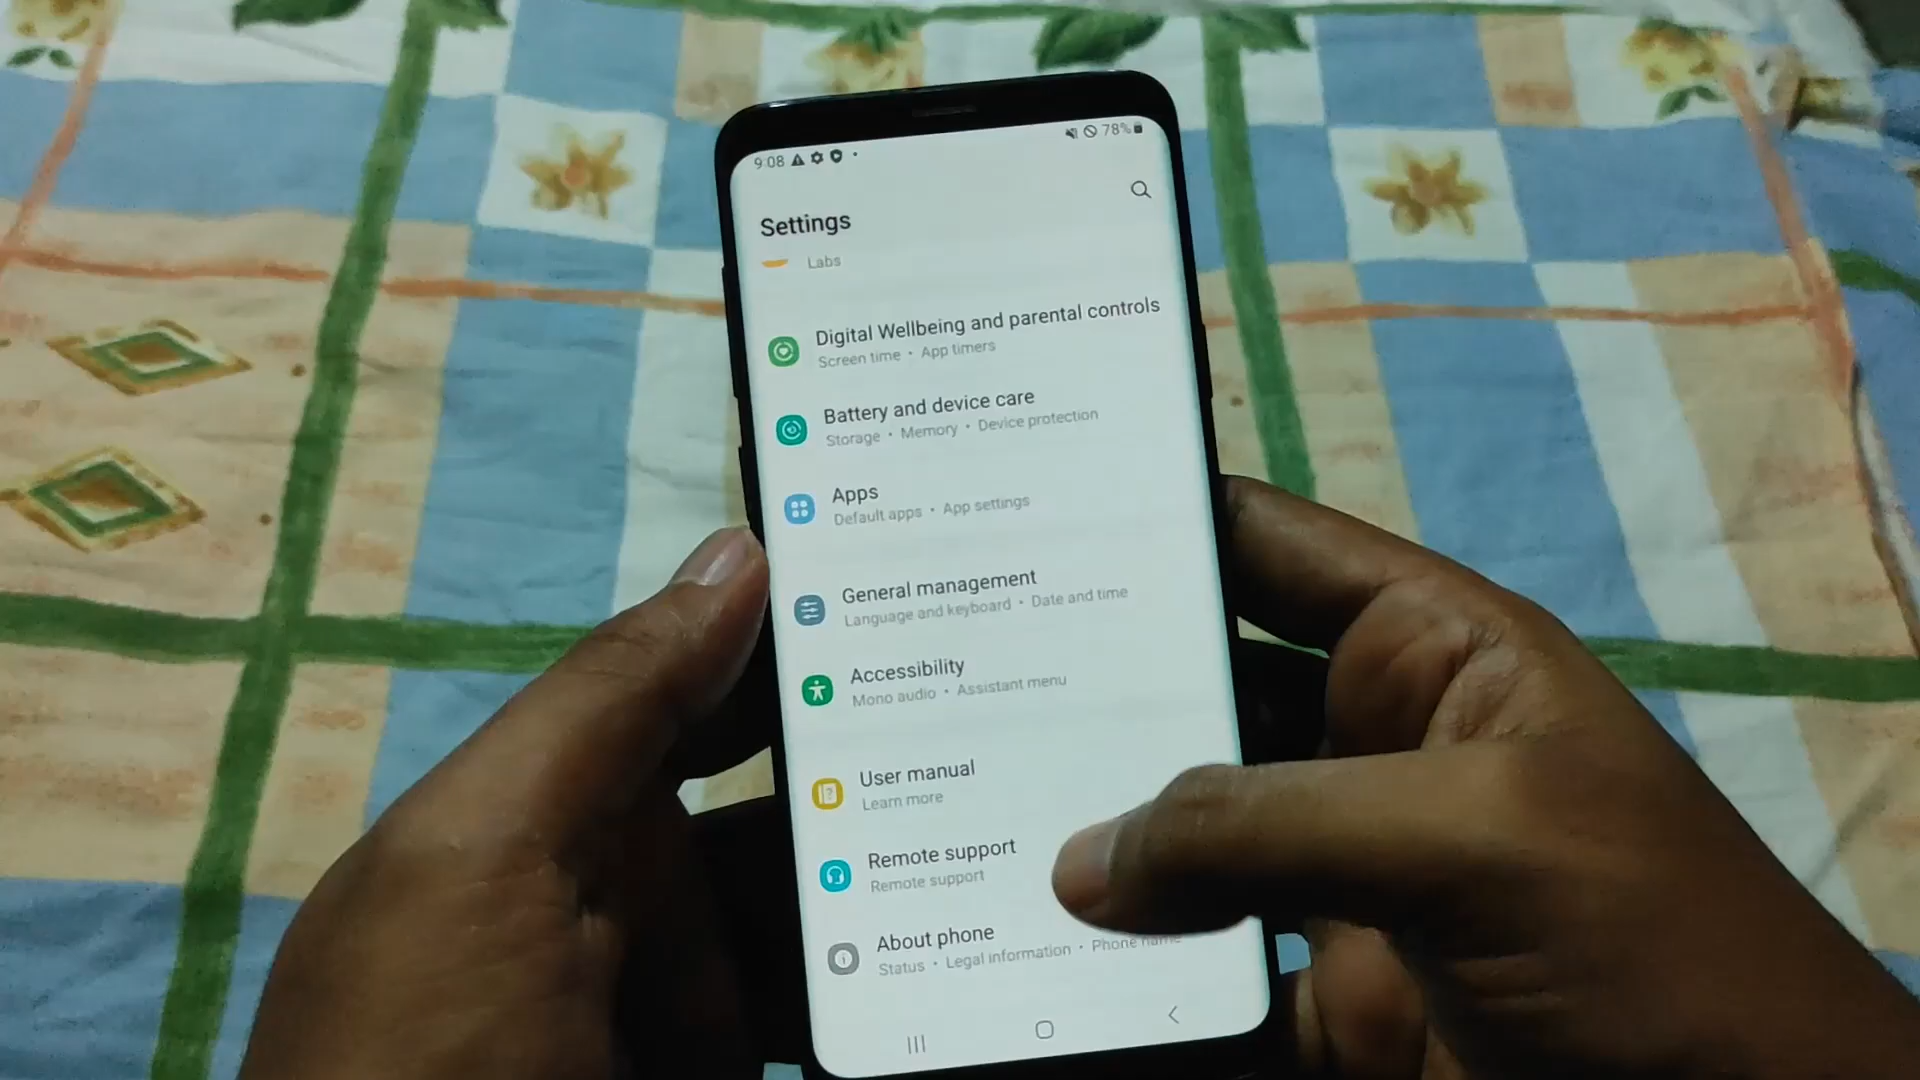 9:08
78%
Settings
Labs
Digital Wellbeing and parental controls
Screen time • App timers
Battery and device care
Storage • Memory • Device protection
Apps
Default apps • App settings
General management
Language and keyboard • Date and time
Accessibility
Mono audio • Assistant menu
User manual
Learn more
Remote support
Remote support
About phone
Status • Legal information • Phone name